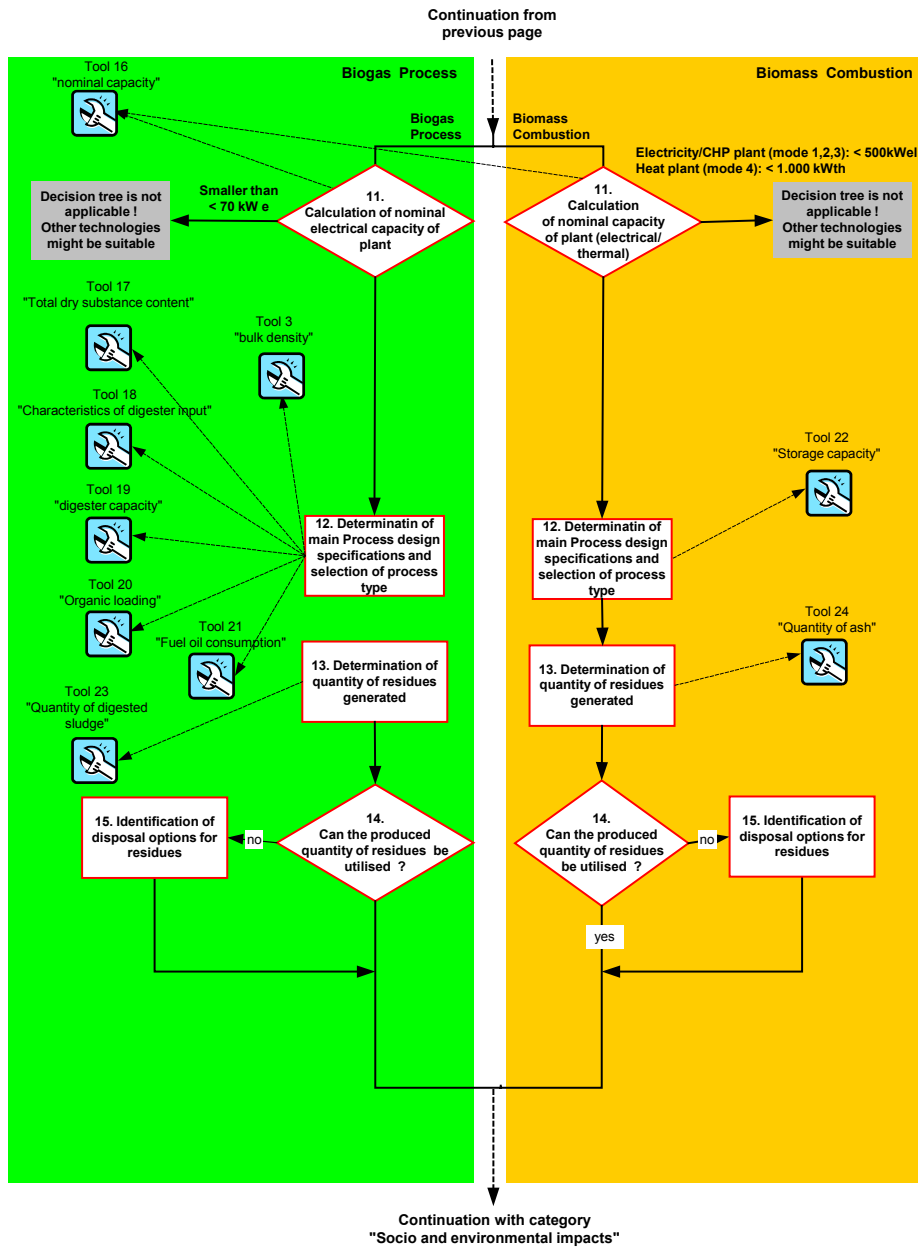 Continuation from
previous page
Biogas Process
Biomass Combustion
Tool 16
"nominal capacity"
Biogas
Process
Biomass
Combustion
Electricity/CHP plant (mode 1,2,3): < 500kWel
Heat plant (mode 4): < 1.000 kWth
Decision tree is not
applicable !
Other technologies
might be suitable
Smaller than
< 70 kW e
11.
Calculation of nominal
electrical capacity of
plant
11.
Calculation
of nominal capacity
of plant (electrical/
thermal)
Decision tree is not
applicable !
Other technologies
might be suitable
Tool 17
"Total dry substance content"
Tool 3
"bulk density"
Tool 18
"Characteristics of digester input"
Tool 22
"Storage capacity"
Tool 19
"digester capacity"
12. Determinatin of
main Process design
specifications and
selection of process
type
12. Determinatin of
main Process design
specifications and
selection of process
type
Tool 20
"Organic loading"
Tool 21
"Fuel oil consumption"
Tool 24
"Quantity of ash"
13. Determination of
quantity of residues
generated
13. Determination of
quantity of residues
generated
Tool 23
"Quantity of digested
sludge"
15. Identification of
disposal options for
residues
no
14.
Can the produced
quantity of residues be
utilised ?
14.
Can the produced
quantity of residues
be utilised ?
no
15. Identification of
disposal options for
residues
yes
Continuation with category
"Socio and environmental impacts"